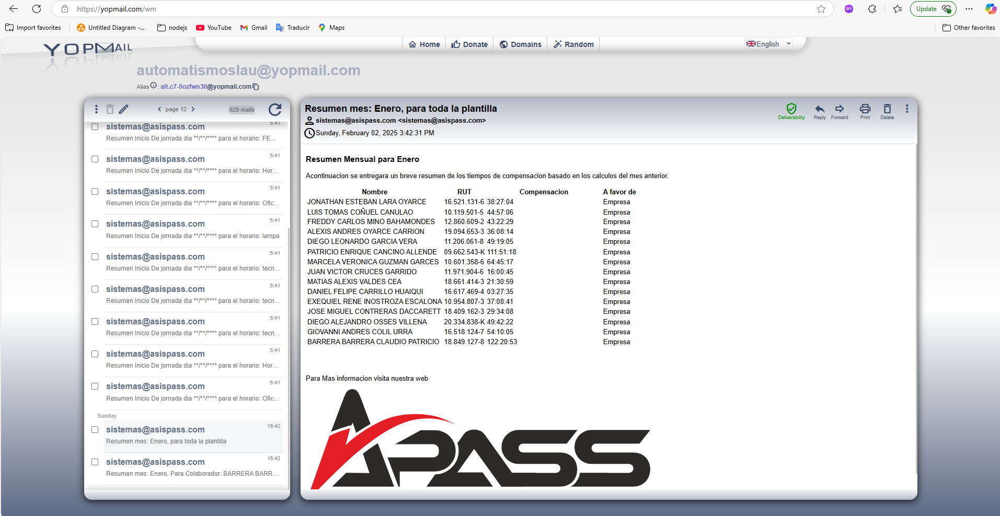 https://yopmail.com/wm
Update
Import favorites
Untitled Diagram -...
nodejs
YouTube
Gmail
Traducir
Maps
Other favorites
YOPMAIL
Home
Donate
Domains
Random
English
automatismoslau@yopmail.com
Alias : alt.c7-0ozfwn30@yopmail.com
page 12
629 mails
sistemas@asispass.com 5:41
Resumen Inicio De jornada dia **/**/**** para el horario: FE...
sistemas@asispass.com 5:41
Resumen Inicio De jornada dia **/**/**** para el horario: Hor...
sistemas@asispass.com 5:41
Resumen Inicio De jornada dia **/**/**** para el horario: Ofic...
sistemas@asispass.com 5:41
Resumen Inicio De jornada dia **/**/**** para el horario: lampa
sistemas@asispass.com 5:41
Resumen Inicio De jornada dia **/**/**** para el horario: tecn...
sistemas@asispass.com 5:41
Resumen Inicio De jornada dia **/**/**** para el horario: tecn...
sistemas@asispass.com 5:41
Resumen Inicio De jornada dia **/**/**** para el horario: tecn...
sistemas@asispass.com 5:41
Resumen Inicio De jornada dia **/**/**** para el horario: Hor...
sistemas@asispass.com 5:41
Resumen Inicio De jornada dia **/**/**** para el horario: Ofic...
Sunday
sistemas@asispass.com 15:42
Resumen mes: Enero, para toda la plantilla
sistemas@asispass.com 15:42
Resumen mes: Enero, Para Colaborador: BARRERA BARR...
Resumen mes: Enero, para toda la plantilla
sistemas@asispass.com <sistemas@asispass.com>
Sunday, February 02, 2025 3:42:31 PM
Deliverability
Reply
Forward
Print
Delete
Resumen Mensual para Enero
Acontinuacion se entregara un breve resumen de los tiempos de compensacion basado en los calculos del mes anterior.
Nombre RUT Compensacion A favor de
JONATHAN ESTEBAN LARA OYARCE 16.521.131-6 38:27:04 Empresa
LUIS TOMAS COÑUEL CANULAO 10.119.501-5 44:57:06 Empresa
FREDDY CARLOS MINO BAHAMONDES 12.860.609-2 43:22:29 Empresa
ALEXIS ANDRES OYARCE CARRION 19.094.653-3 36:08:14 Empresa
DIEGO LEONARDO GARCIA VERA 11.206.061-8 49:19:05 Empresa
PATRICIO ENRIQUE CANCINO ALLENDE 09.662.543-K 111:51:18 Empresa
MARCELA VERONICA GUZMAN GARCES 10.601.358-6 64:45:17 Empresa
JUAN VICTOR CRUCES GARRIDO 11.971.904-6 16:00:45 Empresa
MATIAS ALEXIS VALDES CEA 18.661.414-3 21:30:59 Empresa
DANIEL FELIPE CARRILLO HUAIQUI 16.617.469-4 03:27:35 Empresa
EXEQUIEL RENE INOSTROZA ESCALONA 10.954.807-3 37:08:41 Empresa
JOSE MIGUEL CONTRERAS DACCARETT 18.409.162-3 29:34:08 Empresa
DIEGO ALEJANDRO OSSES VILLENA 20.334.838-K 49:42:22 Empresa
GIOVANNI ANDRES COLIL URRA 16.518.124-7 54:10:05 Empresa
BARRERA BARRERA CLAUDIO PATRICIO 18.849.127-8 122:20:53 Empresa
Para Mas informacion visita nuestra web
APASS